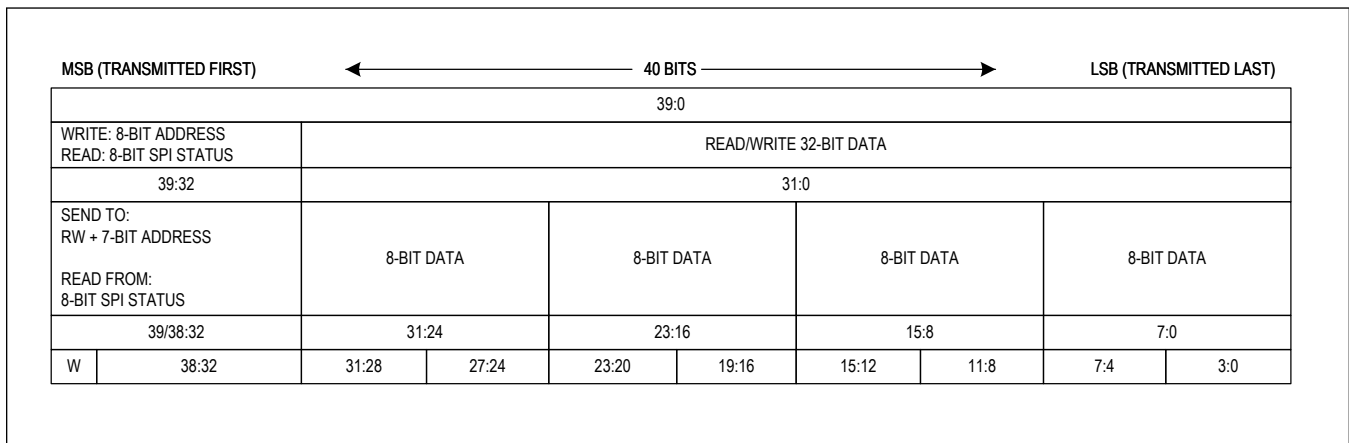 MSB (TRANSMITTED FIRST) 40 BITS LSB (TRANSMITTED LAST)
39:0
WRITE: 8-BIT ADDRESS
READ: 8-BIT SPI STATUS
READ/WRITE 32-BIT DATA
39:32 31:0
SEND TO:
RW + 7-BIT ADDRESS
READ FROM:
8-BIT SPI STATUS
8-BIT DATA 8-BIT DATA 8-BIT DATA 8-BIT DATA
39/38:32 31:24 23:16 15:8 7:0
W 38:32 31:28 27:24 23:20 19:16 15:12 11:8 7:4 3:0